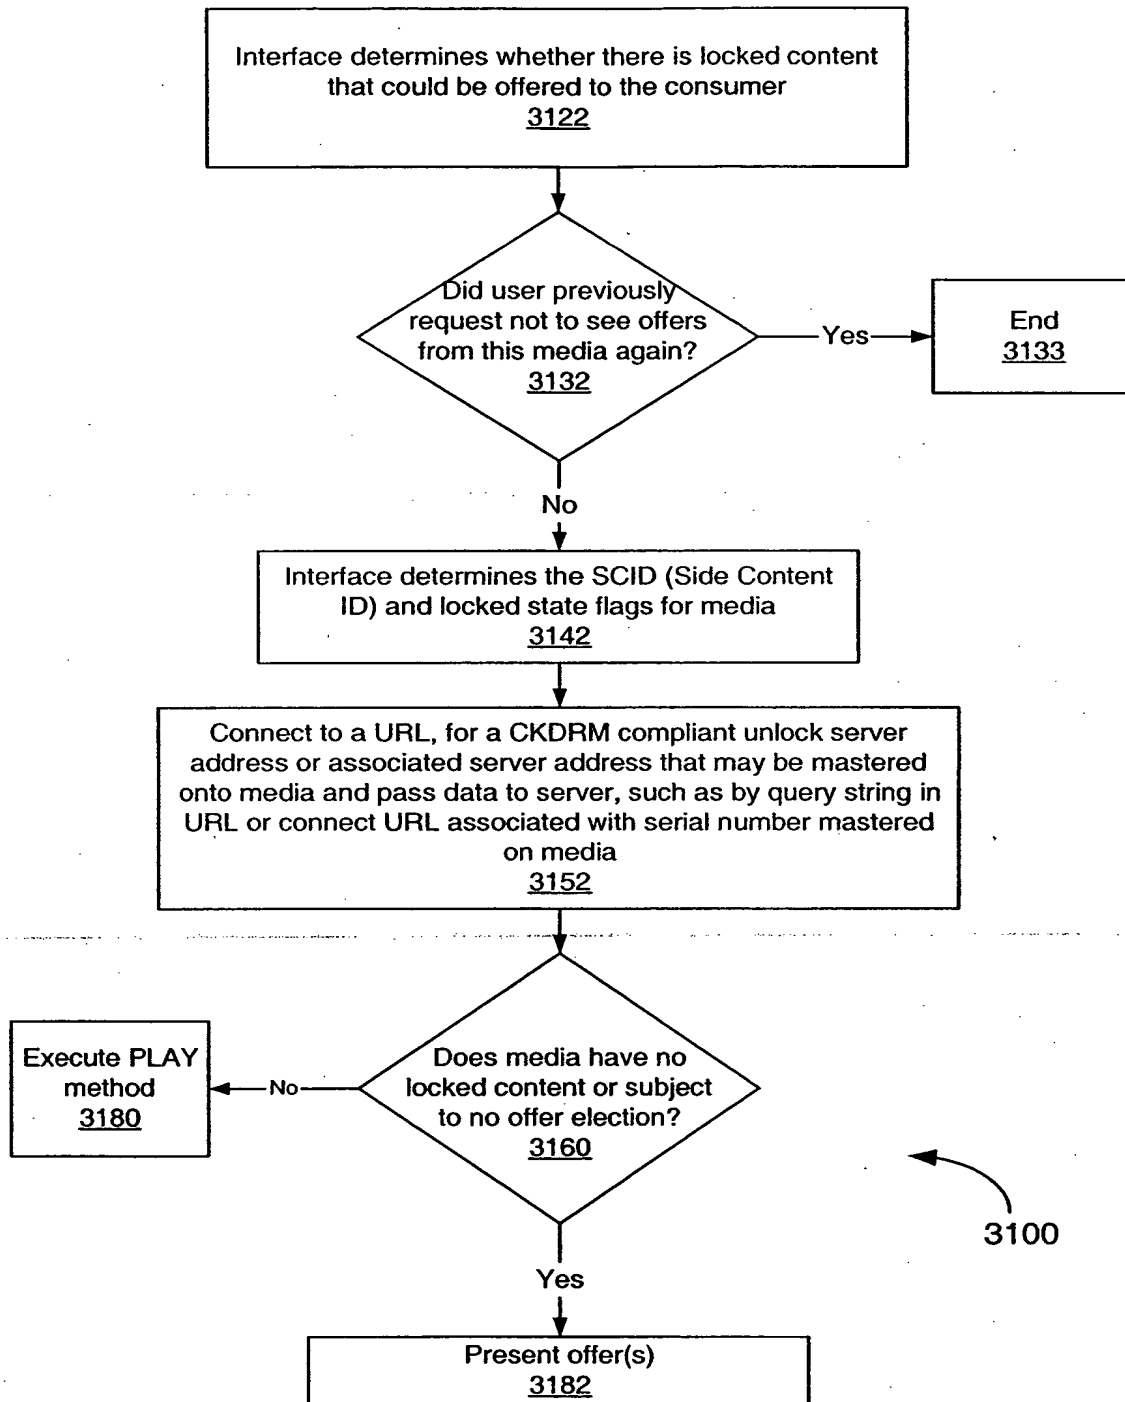 Interface determines whether there is locked content
that could be offered to the consumer
3122
Did user previously
request not to see offers
from this media again?
3132
Yes
End
3133
No
Interface determines the SCID (Side Content
ID) and locked state flags for media
3142
Connect to a URL, for a CKDRM compliant unlock server
address or associated server address that may be mastered
onto media and pass data to server, such as by query string in
URL or connect URL associated with serial number mastered
on media
3152
Execute PLAY
method
3180
No
Does media have no
locked content or subject
to no offer election?
3160
3100
Yes
Present offer(s)
3182